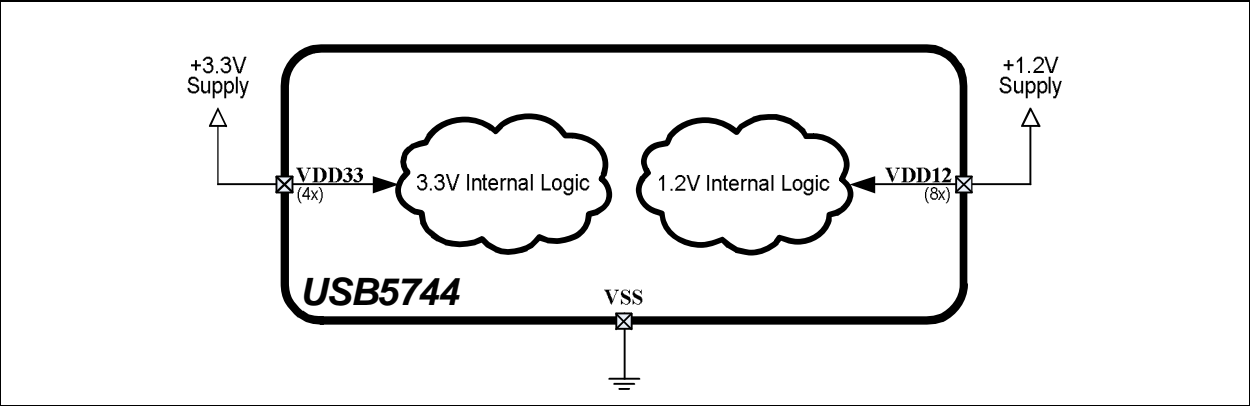 +3.3V
Supply
+1.2V
Supply
VDD33
(4x)
3.3V Internal Logic
1.2V Internal Logic
VDD12
(8x)
USB5744
VSS